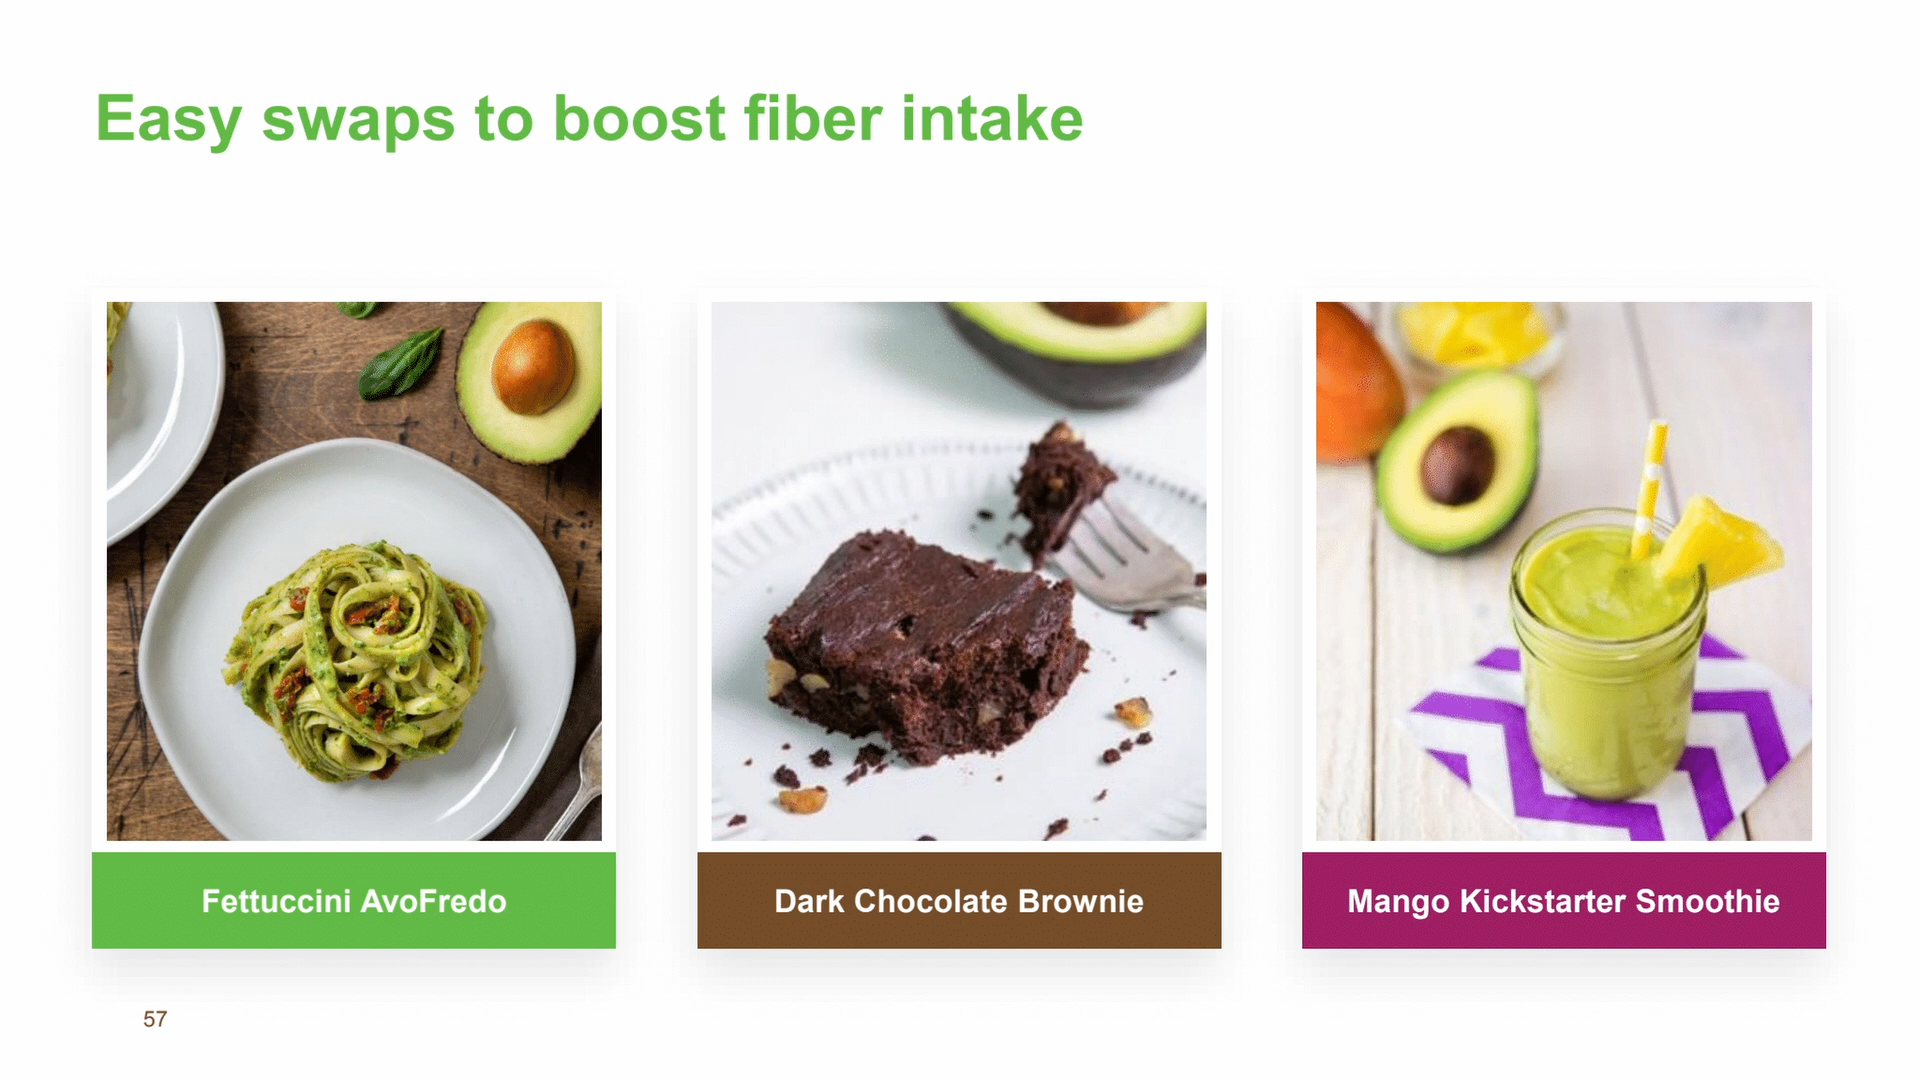 Easy swaps to boost fiber intake
Fettuccini AvoFredo
Dark Chocolate Brownie
Mango Kickstarter Smoothie
57